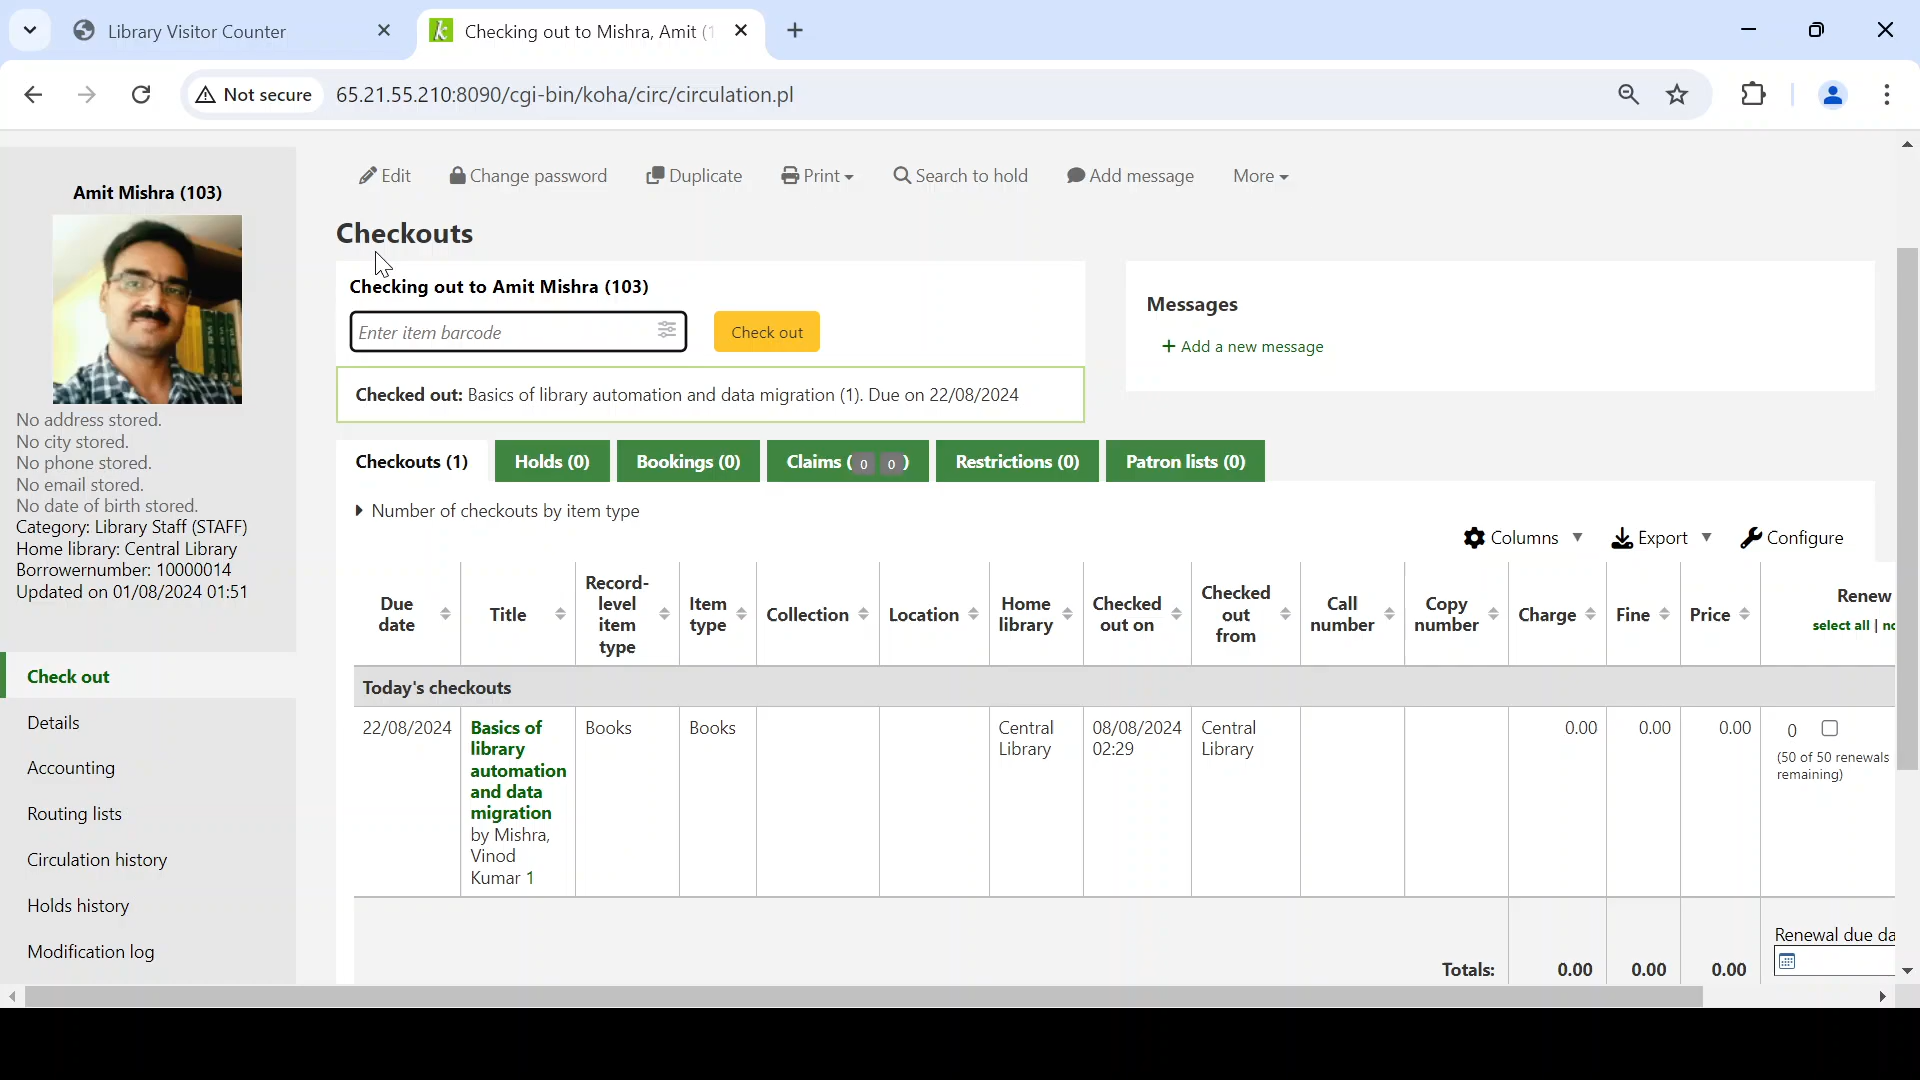 Library Visitor Counter
Checking out to Mishra, Amit (1
Not secure
65.21.55.210:8090/cgi-bin/koha/circ/circulation.pl
Amit Mishra (103)
No address stored.
No city stored.
No phone stored.
No email stored.
No date of birth stored.
Category: Library Staff (STAFF)
Home library: Central Library
Borrowernumber: 10000014
Updated on 01/08/2024 01:51
Check out
Details
Accounting
Routing lists
Circulation history
Holds history
Modification log
Edit Change password Duplicate Print Search to hold Add message More
Checkouts
Checking out to Amit Mishra (103)
Enter item barcode
Check out
Checked out: Basics of library automation and data migration (1). Due on 22/08/2024
Messages
+ Add a new message
Checkouts (1) Holds (0) Bookings (0) Claims ( 0 0 ) Restrictions (0) Patron lists (0)
Number of checkouts by item type
Columns Export Configure
Due date
Title
Record-level item type
Item type
Collection
Location
Home library
Checked out on
Checked out from
Call number
Copy number
Charge
Fine
Price
Renew
select all | no
Today's checkouts
22/08/2024
Basics of
library
automation
and data
migration
by Mishra,
Vinod
Kumar 1
Books
Books
Central
Library
08/08/2024
02:29
Central
Library
0.00
0.00
0.00
0
(50 of 50 renewals
remaining)
Renewal due da
Totals: 0.00 0.00 0.00